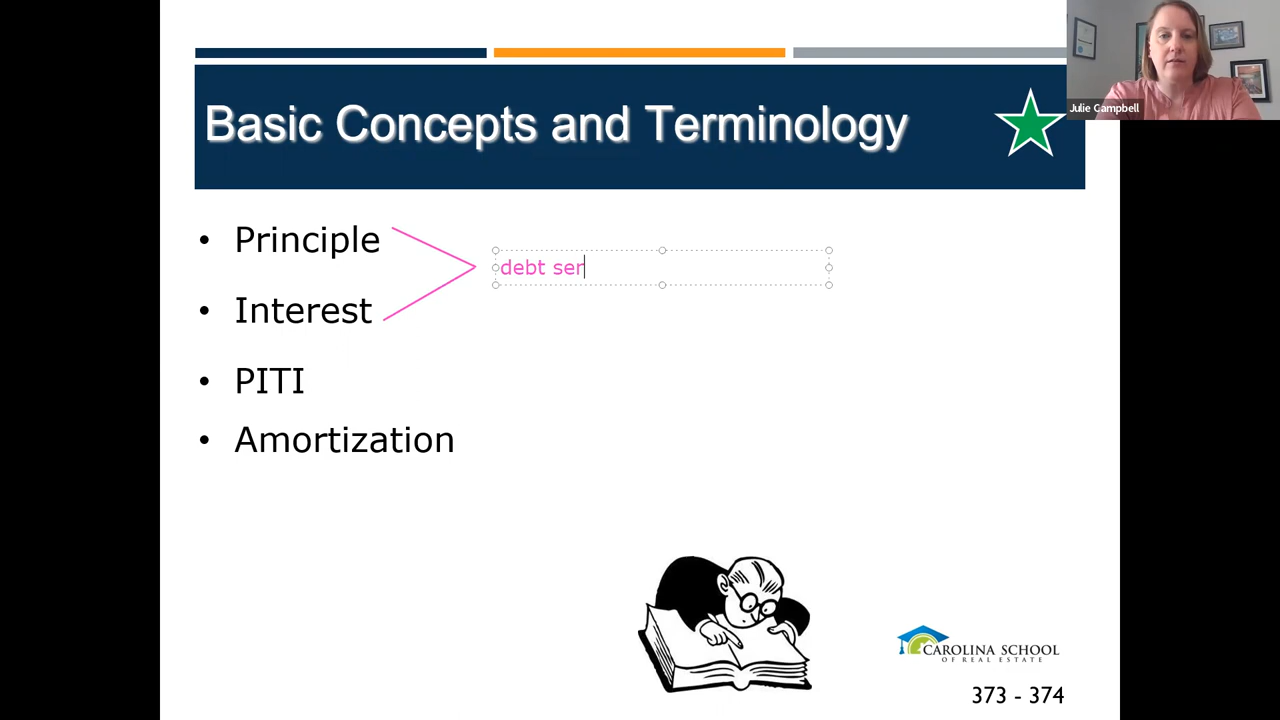 Basic Concepts and Terminology
Julie Campbell
• Principle
debt ser
• Interest
• PITI
• Amortization
CAROLINA SCHOOL
OF REAL ESTATE
373 - 374